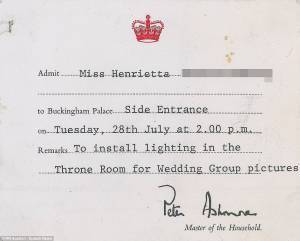 Admit Miss Henrietta
to Buckingham Palace Side Entrance
on Tuesday, 28th July at 2.00 p.m.
Remarks To install lighting in the
Throne Room for Wedding Group pictures
Peter Ashmore
Master of the Household.